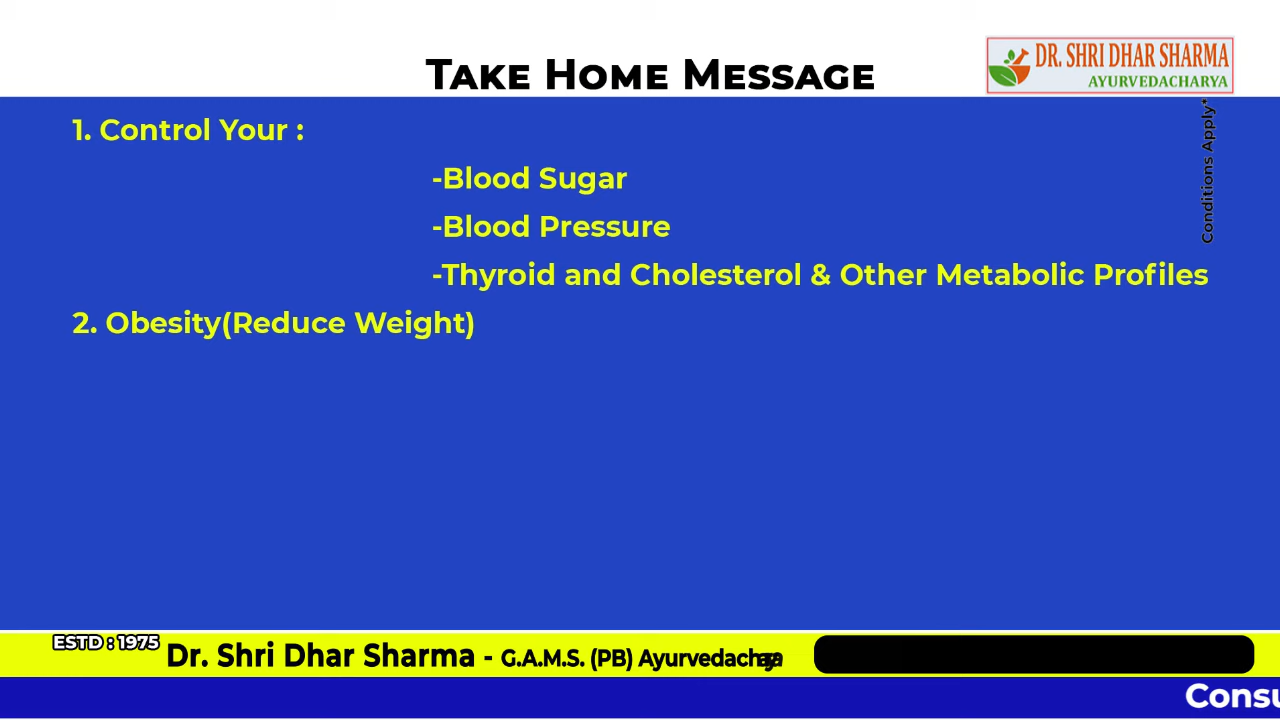 Take Home Message
DR. SHRI DHAR SHARMA
AYURVEDACHARYA
Conditions Apply*
1. Control Your :
-Blood Sugar
-Blood Pressure
-Thyroid and Cholesterol & Other Metabolic Profiles
2. Obesity(Reduce Weight)
ESTD : 1975
Dr. Shri Dhar Sharma - G.A.M.S. (PB)